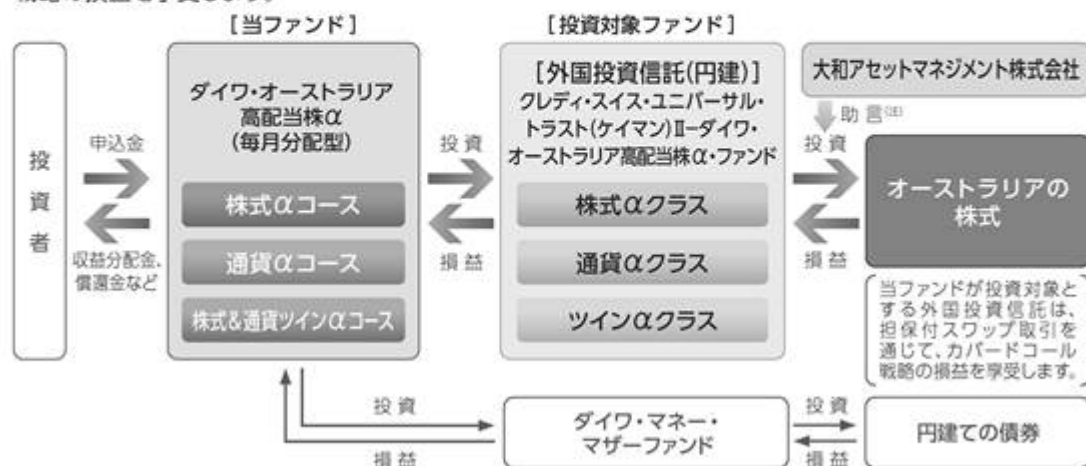 [当ファンド]
[投資対象ファンド]
投資者
申込金
収益分配金、
償還金など
ダイワ・オーストラリア
高配当株α
(毎月分配型)
株式αコース
通貨αコース
株式&通貨ツインαコース
投資
損益
[外国投資信託(円建)]
クレディ・スイス・ユニバーサル・
トラスト(ケイマン)Ⅱ-ダイワ・
オーストラリア高配当株α・ファンド
株式αクラス
通貨αクラス
ツインαクラス
大和アセットマネジメント株式会社
助言(注)
投資
損益
オーストラリアの
株式
当ファンドが投資対象と
する外国投資信託は、
担保付スワップ取引を
通じて、カバードコール
戦略の損益を享受します。
投資
損益
ダイワ・マネー・
マザーファンド
投資
損益
円建ての債券